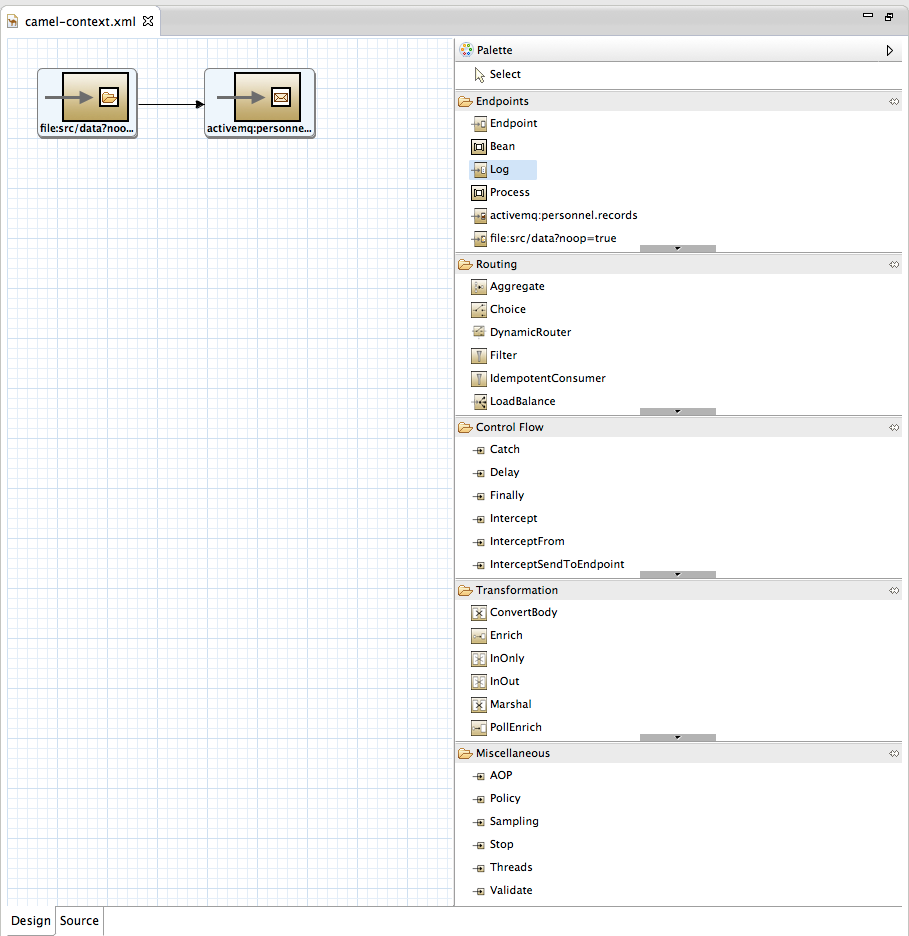 camel-context.xml
file:src/data?noo...
activemq:personne...
Palette
Select
Endpoints
Endpoint
Bean
Log
Process
activemq:personnel.records
file:src/data?noop=true
Routing
Aggregate
Choice
DynamicRouter
Filter
IdempotentConsumer
LoadBalance
Control Flow
Catch
Delay
Finally
Intercept
InterceptFrom
InterceptSendToEndpoint
Transformation
ConvertBody
Enrich
InOnly
InOut
Marshal
PollEnrich
Miscellaneous
AOP
Policy
Sampling
Stop
Threads
Validate
Design
Source